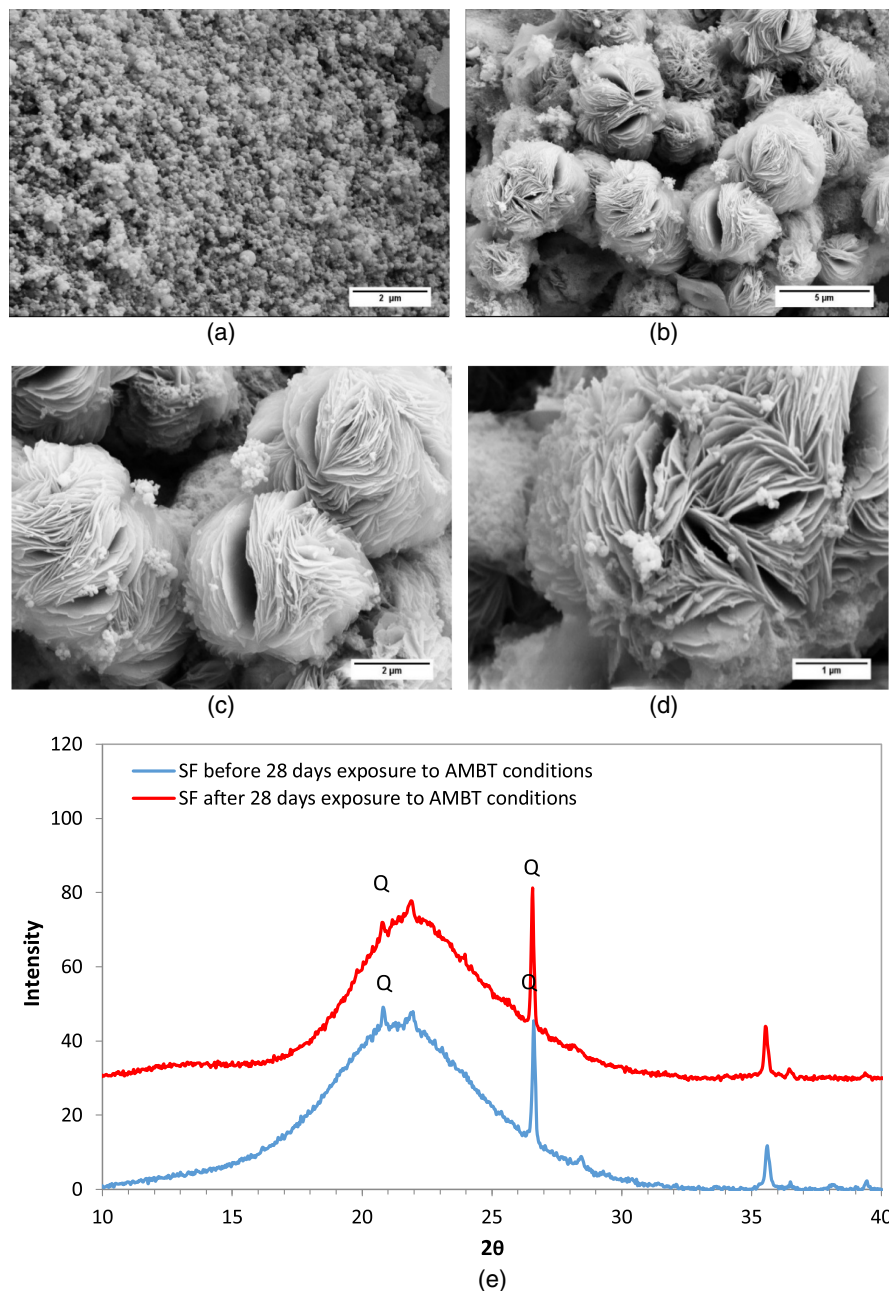 2 µm
5 µm
(a)
(b)
2 µm
1 µm
(c)
(d)
120
SF before 28 days exposure to AMBT conditions
SF after 28 days exposure to AMBT conditions
100
Q
Q
80
Intensity
60
Q
Q
40
20
0
10
15
20
25
30
35
40
2θ
(e)